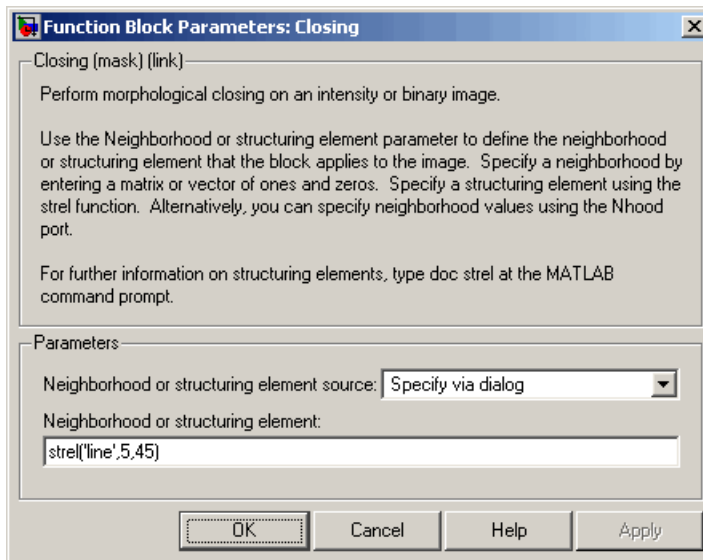 Function Block Parameters: Closing
Closing (mask) (link)
Perform morphological closing on an intensity or binary image.
Use the Neighborhood or structuring element parameter to define the neighborhood
or structuring element that the block applies to the image. Specify a neighborhood by
entering a matrix or vector of ones and zeros. Specify a structuring element using the
strel function. Alternatively, you can specify neighborhood values using the Nhood
port.
For further information on structuring elements, type doc strel at the MATLAB
command prompt.
Parameters
Neighborhood or structuring element source: Specify via dialog
Neighborhood or structuring element:
strel('line',5,45)
OK Cancel Help Apply